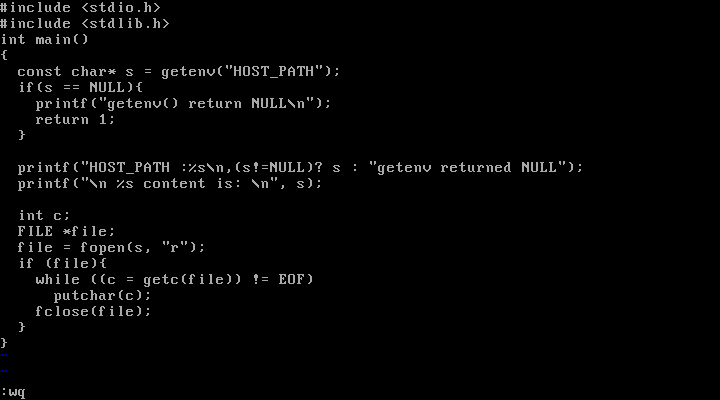 #include <stdio.h>
#include <stdlib.h>
int main()
{
  const char* s = getenv("HOST_PATH");
  if(s == NULL){
    printf("getenv() return NULL\n");
    return 1;
  }

  printf("HOST_PATH :%s\n,(s!=NULL)? s : "getenv returned NULL");
  printf("\n %s content is: \n", s);

  int c;
  FILE *file;
  file = fopen(s, "r");
  if (file){
    while ((c = getc(file)) != EOF)
      putchar(c);
    fclose(file);
  }
}
~
~
:wq